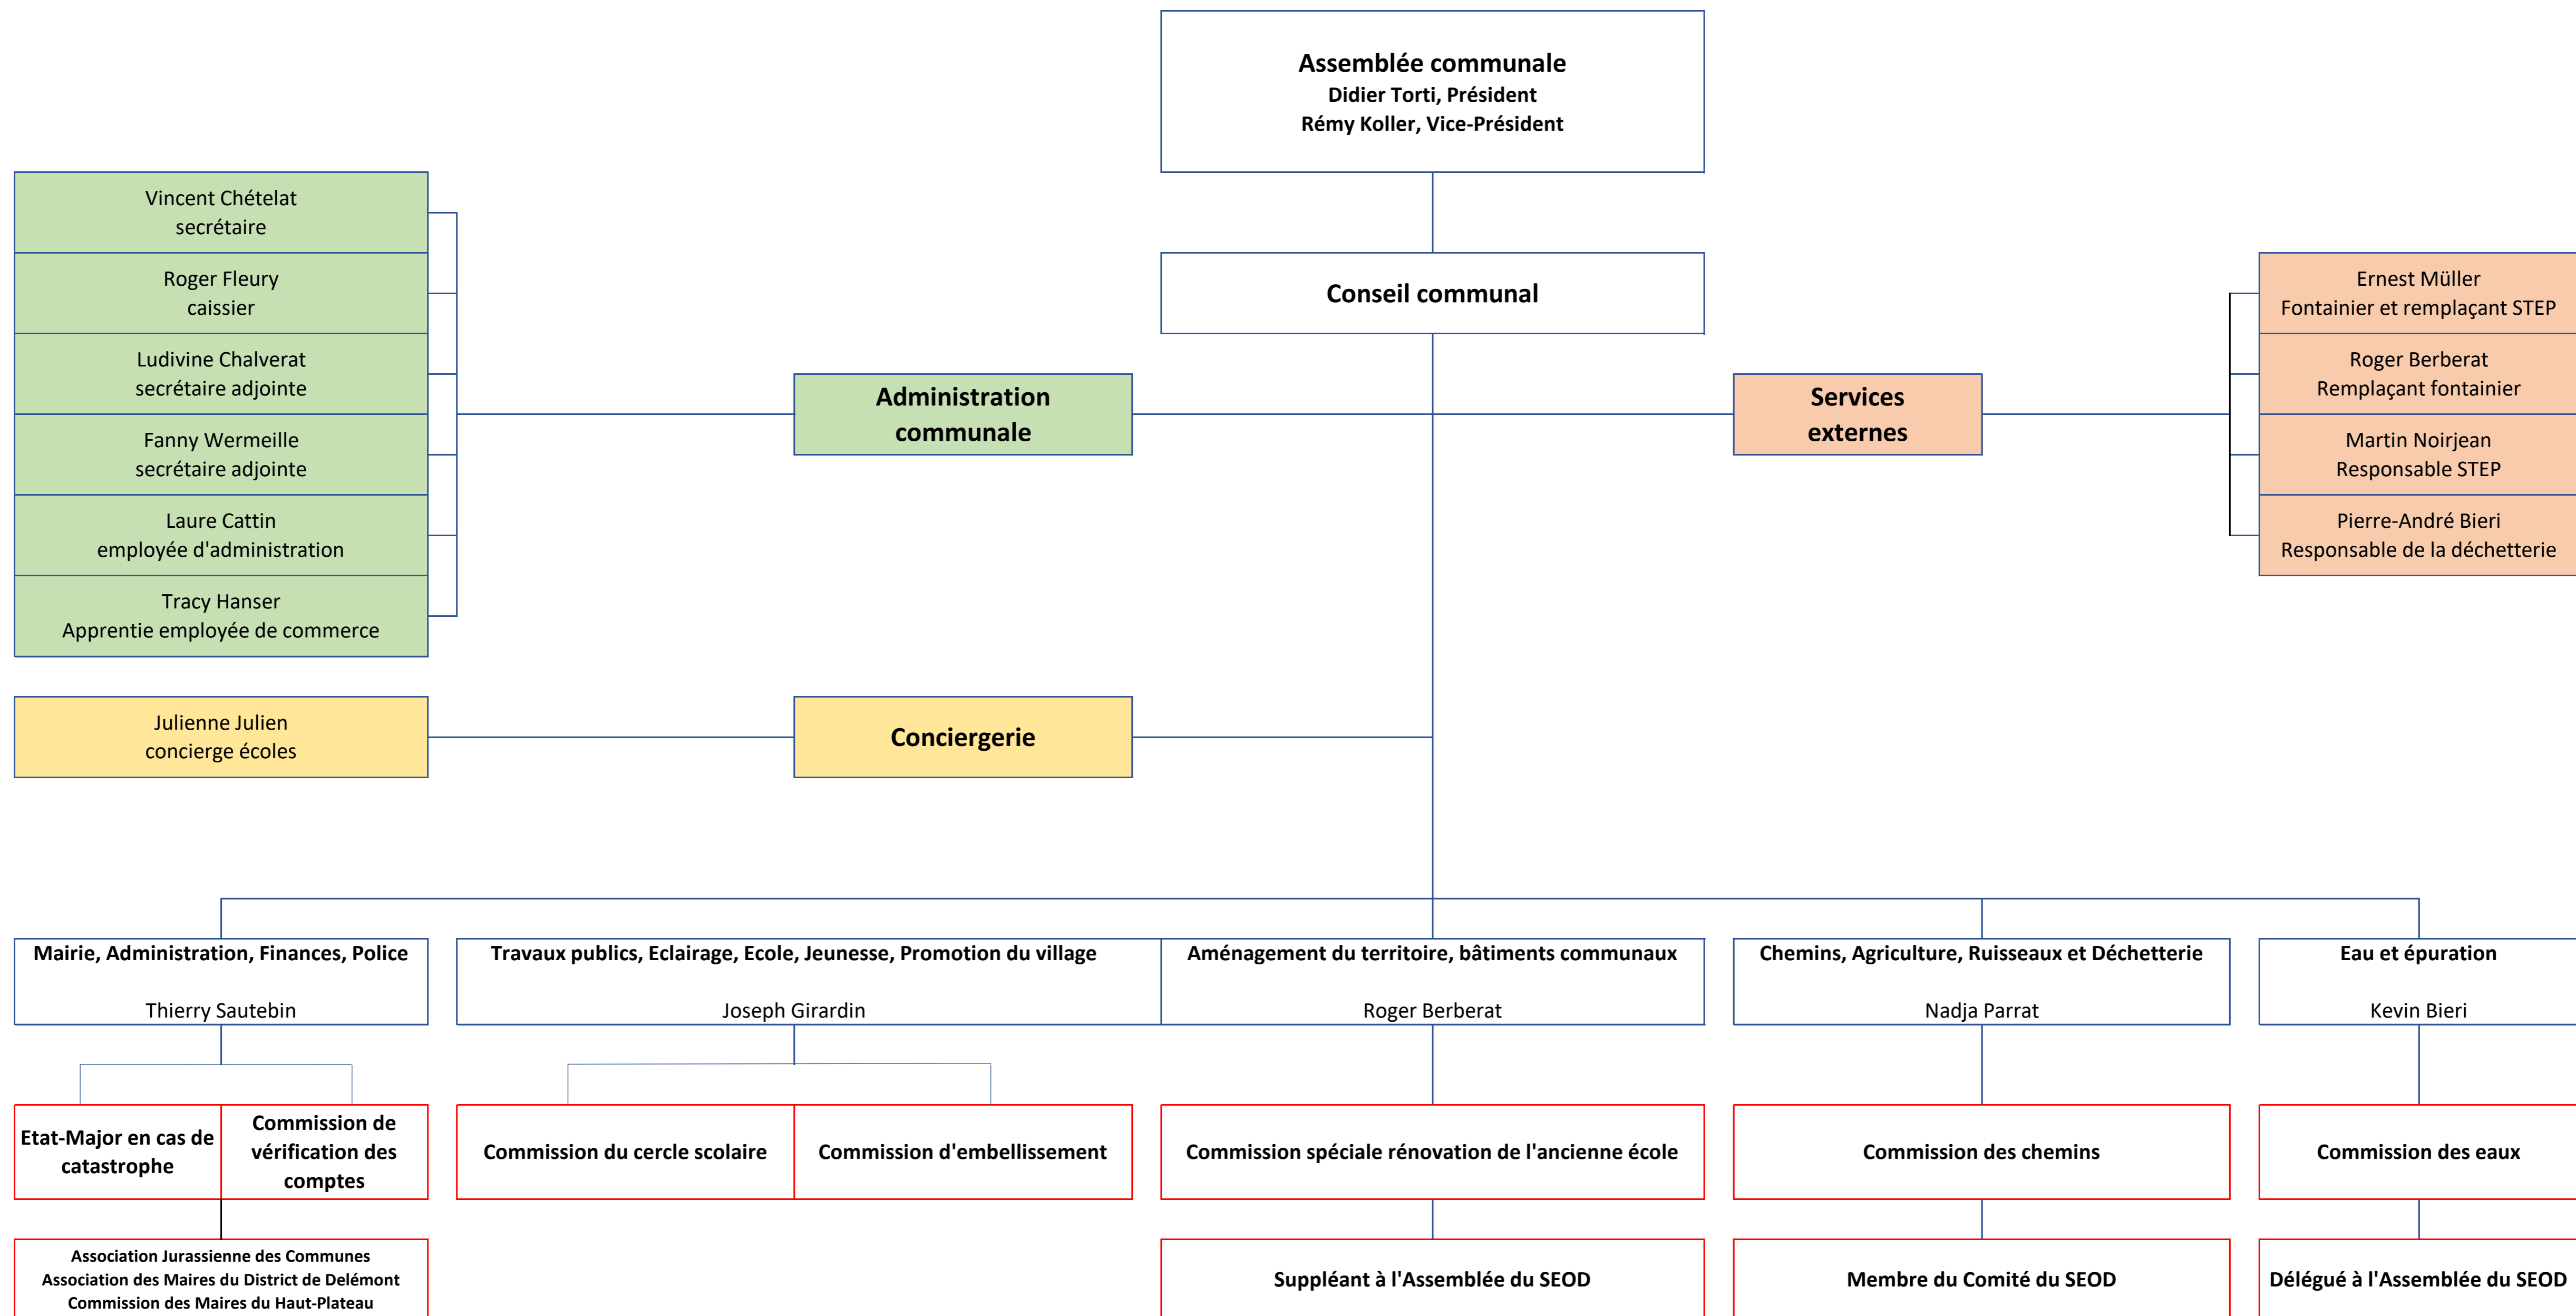 Assemblée communale
Didier Torti, Président
Rémy Koller, Vice-Président
Conseil communal
Vincent Chételat
secrétaire
Roger Fleury
caissier
Ludivine Chalverat
secrétaire adjointe
Fanny Wermeille
secrétaire adjointe
Laure Cattin
employée d'administration
Tracy Hanser
Apprentie employée de commerce
Administration
communale
Services
externes
Ernest Müller
Fontainier et remplaçant STEP
Roger Berberat
Remplaçant fontainier
Martin Noirjean
Responsable STEP
Pierre-André Bieri
Responsable de la déchetterie
Julienne Julien
concierge écoles
Conciergerie
Mairie, Administration, Finances, Police
Thierry Sautebin
Travaux publics, Eclairage, Ecole, Jeunesse, Promotion du village
Joseph Girardin
Aménagement du territoire, bâtiments communaux
Roger Berberat
Chemins, Agriculture, Ruisseaux et Déchetterie
Nadja Parrat
Eau et épuration
Kevin Bieri
Etat-Major en cas de
catastrophe
Commission de
vérification des
comptes
Commission du cercle scolaire
Commission d'embellissement
Commission spéciale rénovation de l'ancienne école
Commission des chemins
Commission des eaux
Association Jurassienne des Communes
Association des Maires du District de Delémont
Commission des Maires du Haut-Plateau
Suppléant à l'Assemblée du SEOD
Membre du Comité du SEOD
Délégué à l'Assemblée du SEOD